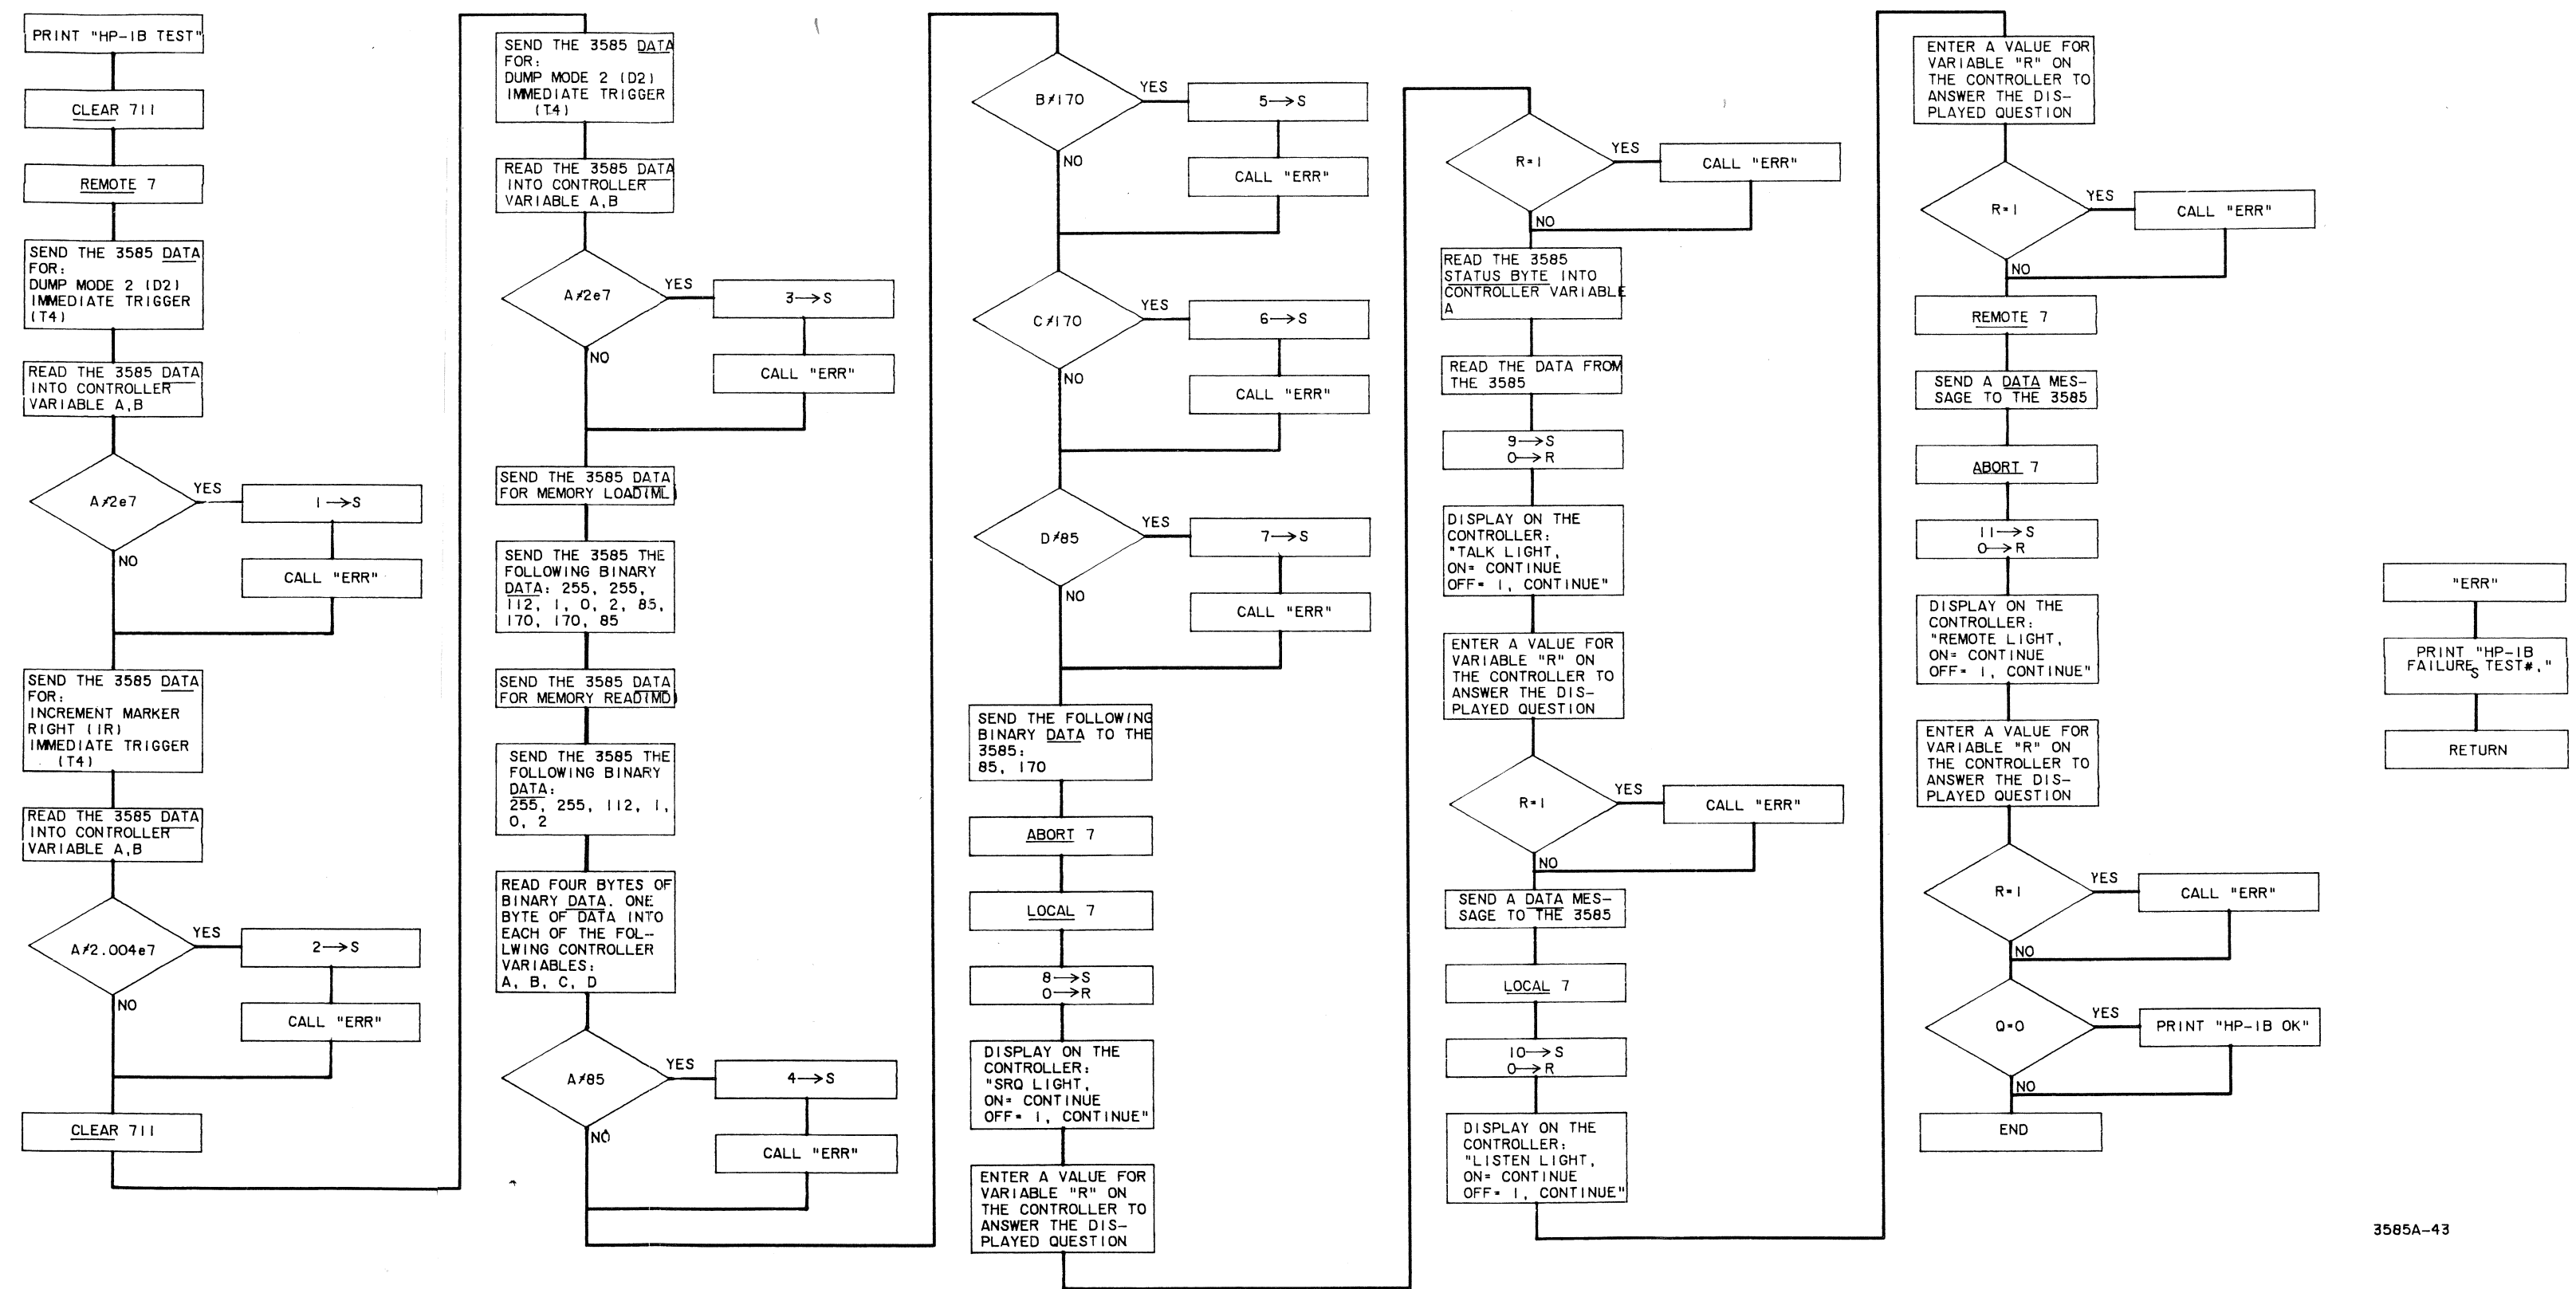 PRINT "HP-IB TEST"
CLEAR 711
REMOTE 7
SEND THE 3585 DATA
FOR:
DUMP MODE 2 (D2)
IMMEDIATE TRIGGER
(T4)
READ THE 3585 DATA
INTO CONTROLLER
VARIABLE A,B
A≠2e7
YES
1→S
NO
CALL "ERR"
SEND THE 3585 DATA
FOR:
INCREMENT MARKER
RIGHT (IR)
IMMEDIATE TRIGGER
(T4)
READ THE 3585 DATA
INTO CONTROLLER
VARIABLE A,B
A≠2.004e7
YES
2→S
NO
CALL "ERR"
CLEAR 711
SEND THE 3585 DATA
FOR:
DUMP MODE 2 (D2)
IMMEDIATE TRIGGER
(T4)
READ THE 3585 DATA
INTO CONTROLLER
VARIABLE A,B
A≠2e7
YES
3→S
NO
CALL "ERR"
SEND THE 3585 DATA
FOR MEMORY LOAD(ML)
SEND THE 3585 THE
FOLLOWING BINARY
DATA: 255, 255,
112, 1, 0, 2, 85,
170, 170, 85
SEND THE 3585 DATA
FOR MEMORY READ(MD)
SEND THE 3585 THE
FOLLOWING BINARY
DATA:
255, 255, 112, 1,
0, 2
READ FOUR BYTES OF
BINARY DATA. ONE
BYTE OF DATA INTO
EACH OF THE FOL-
LWING CONTROLLER
VARIABLES:
A, B, C, D
A≠85
YES
4→S
NO
CALL "ERR"
B≠170
YES
5→S
NO
CALL "ERR"
C≠170
YES
6→S
NO
CALL "ERR"
D≠85
YES
7→S
NO
CALL "ERR"
SEND THE FOLLOWING
BINARY DATA TO THE
3585:
85, 170
ABORT 7
LOCAL 7
8→S
0→R
DISPLAY ON THE
CONTROLLER:
"SRQ LIGHT,
ON= CONTINUE
OFF= 1, CONTINUE"
ENTER A VALUE FOR
VARIABLE "R" ON
THE CONTROLLER TO
ANSWER THE DIS-
PLAYED QUESTION
R=1
YES
CALL "ERR"
NO
READ THE 3585
STATUS BYTE INTO
CONTROLLER VARIABLE
A
READ THE DATA FROM
THE 3585
9→S
0→R
DISPLAY ON THE
CONTROLLER:
"TALK LIGHT,
ON= CONTINUE
OFF= 1, CONTINUE"
ENTER A VALUE FOR
VARIABLE "R" ON
THE CONTROLLER TO
ANSWER THE DIS-
PLAYED QUESTION
R=1
YES
CALL "ERR"
NO
SEND A DATA MES-
SAGE TO THE 3585
LOCAL 7
10→S
0→R
DISPLAY ON THE
CONTROLLER:
"LISTEN LIGHT,
ON= CONTINUE
OFF= 1, CONTINUE"
ENTER A VALUE FOR
VARIABLE "R" ON
THE CONTROLLER TO
ANSWER THE DIS-
PLAYED QUESTION
R=1
YES
CALL "ERR"
NO
REMOTE 7
SEND A DATA MES-
SAGE TO THE 3585
ABORT 7
11→S
0→R
DISPLAY ON THE
CONTROLLER:
"REMOTE LIGHT,
ON= CONTINUE
OFF= 1, CONTINUE"
ENTER A VALUE FOR
VARIABLE "R" ON
THE CONTROLLER TO
ANSWER THE DIS-
PLAYED QUESTION
R=1
YES
CALL "ERR"
NO
Q=0
YES
PRINT "HP-IB OK"
NO
END
"ERR"
PRINT "HP-IB
FAILURE TEST#,"
S
RETURN
3585A-43